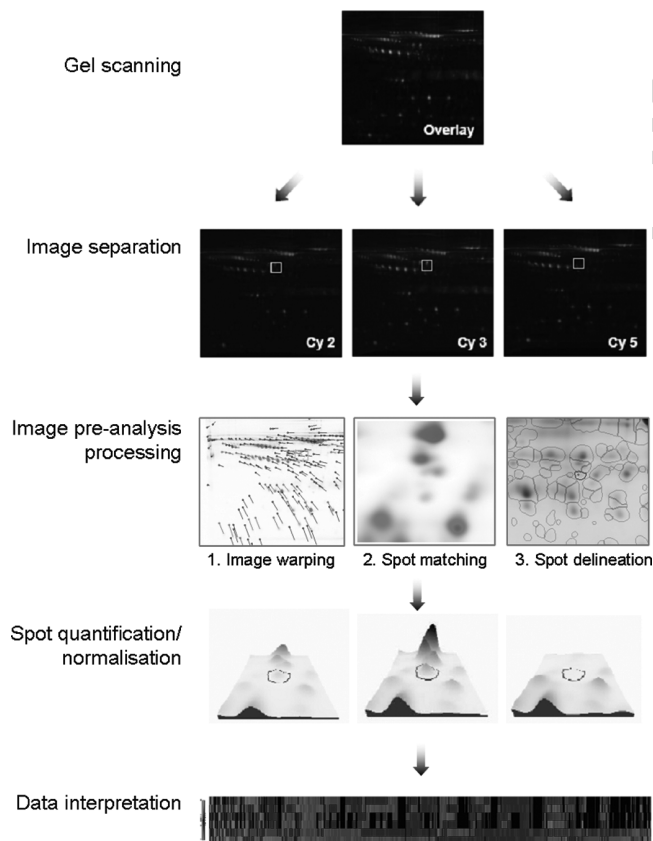 Gel scanning
Overlay
Image separation
Cy 2
Cy 3
Cy 5
Image pre-analysis
processing
1. Image warping
2. Spot matching
3. Spot delineation
Spot quantification/
normalisation
Data interpretation